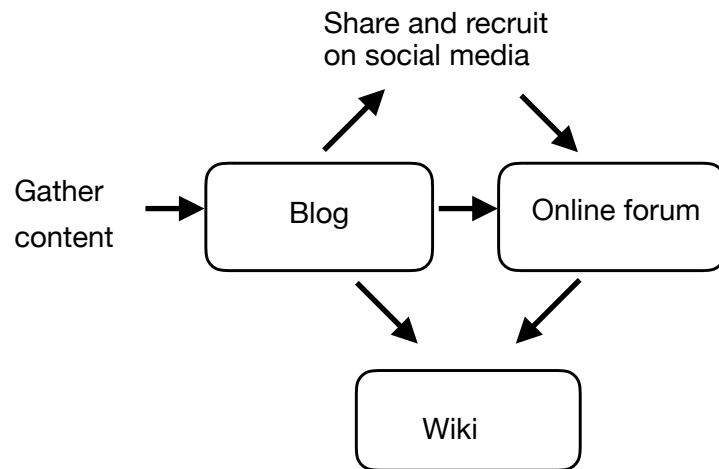 Share and recruit
on social media
Gather
content
Blog
Online forum
Wiki